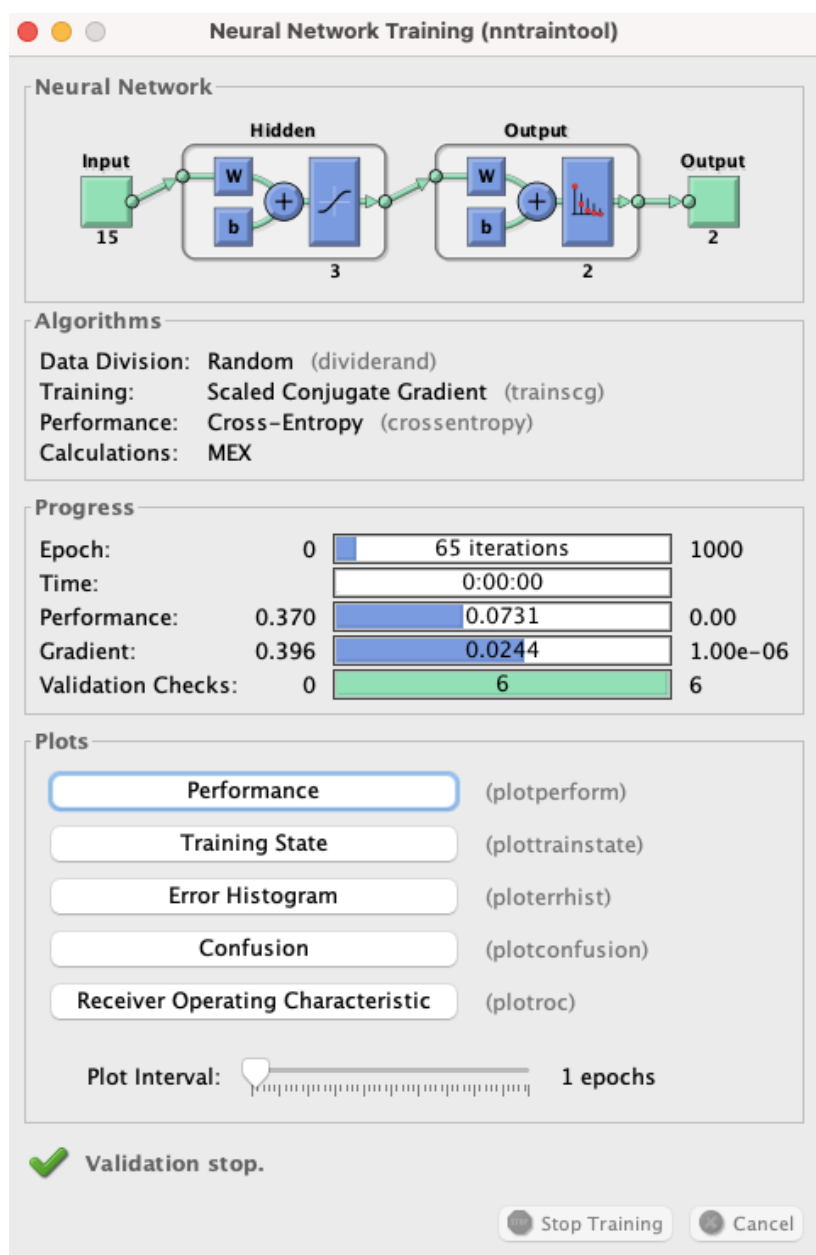 Neural Network Training (nntraintool)
Neural Network
Hidden Output
Input Output
W W
b b
15 2
3 2
Algorithms
Data Division: Random (dividerand)
Training: Scaled Conjugate Gradient (trainscg)
Performance: Cross-Entropy (crossentropy)
Calculations: MEX
Progress
Epoch: 0 65 iterations 1000
Time: 0:00:00
Performance: 0.370 0.0731 0.00
Gradient: 0.396 0.0244 1.00e-06
Validation Checks: 0 6 6
Plots
Performance (plotperform)
Training State (plottrainstate)
Error Histogram (ploterrhist)
Confusion (plotconfusion)
Receiver Operating Characteristic (plotroc)
Plot Interval: 1 epochs
Validation stop.
Stop Training Cancel